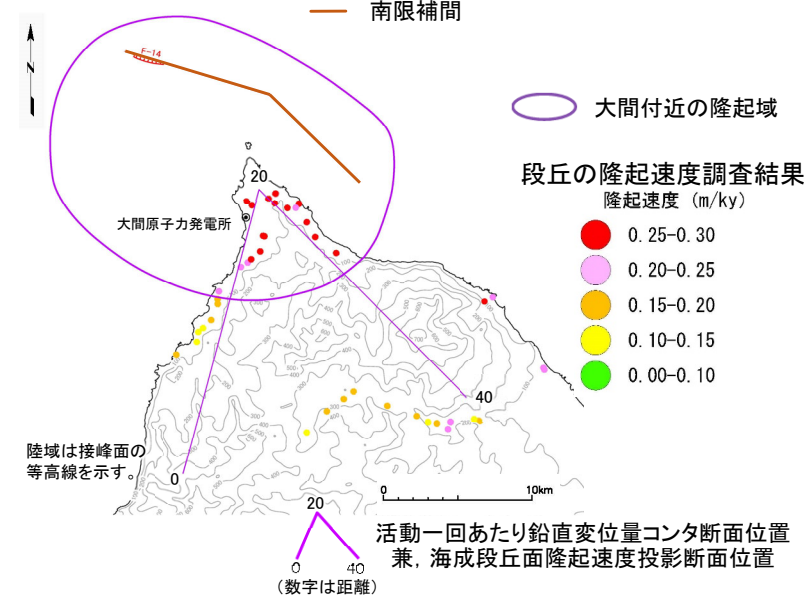 南限補間
N
F-14
大間付近の隆起域
段丘の隆起速度調査結果
隆起速度 (m/ky)
0.25-0.30
0.20-0.25
0.15-0.20
0.10-0.15
0.00-0.10
20
大間原子力発電所
40
陸域は接峰面の
等高線を示す。
0
0 10km
20
0 40
(数字は距離)
活動一回あたり鉛直変位量コンタ断面位置
兼, 海成段丘面隆起速度投影断面位置